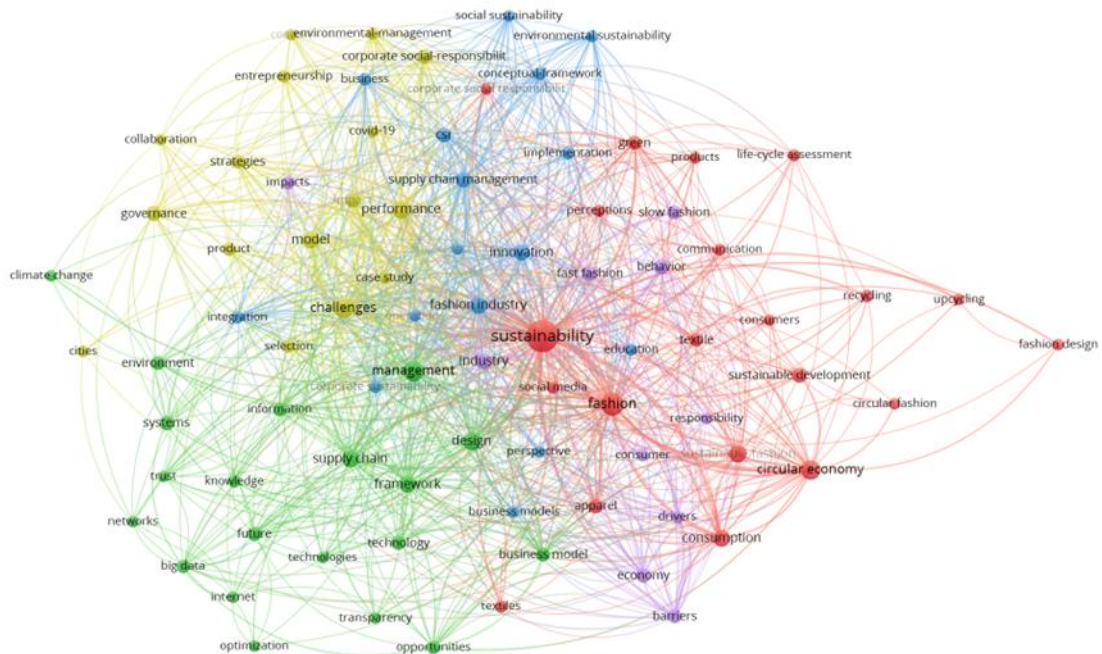 social sustainability
environmental-management
environmental sustainability
corporate social-responsibilit
entrepreneurship
business
conceptual-framework
corporate social responsibilit
covid-19
csr
collaboration
green
strategies
implementation
products
life-cycle assessment
impacts
supply chain management
governance
performance
perceptions
slow fashion
model
product
innovation
communication
climate change
case study
fast fashion
behavior
challenges
fashion industry
recycling
upcycling
integration
consumers
sustainability
cities
selection
education
textile
fashion design
environment
management
industry
corporate sustainability
social media
sustainable development
information
fashion
circular fashion
systems
design
responsibility
supply chain
perspective
consumer
sustainable fashion
circular economy
trust
knowledge
framework
networks
business models
apparel
drivers
future
technology
consumption
big data
technologies
business model
economy
internet
textiles
transparency
barriers
optimization
opportunities